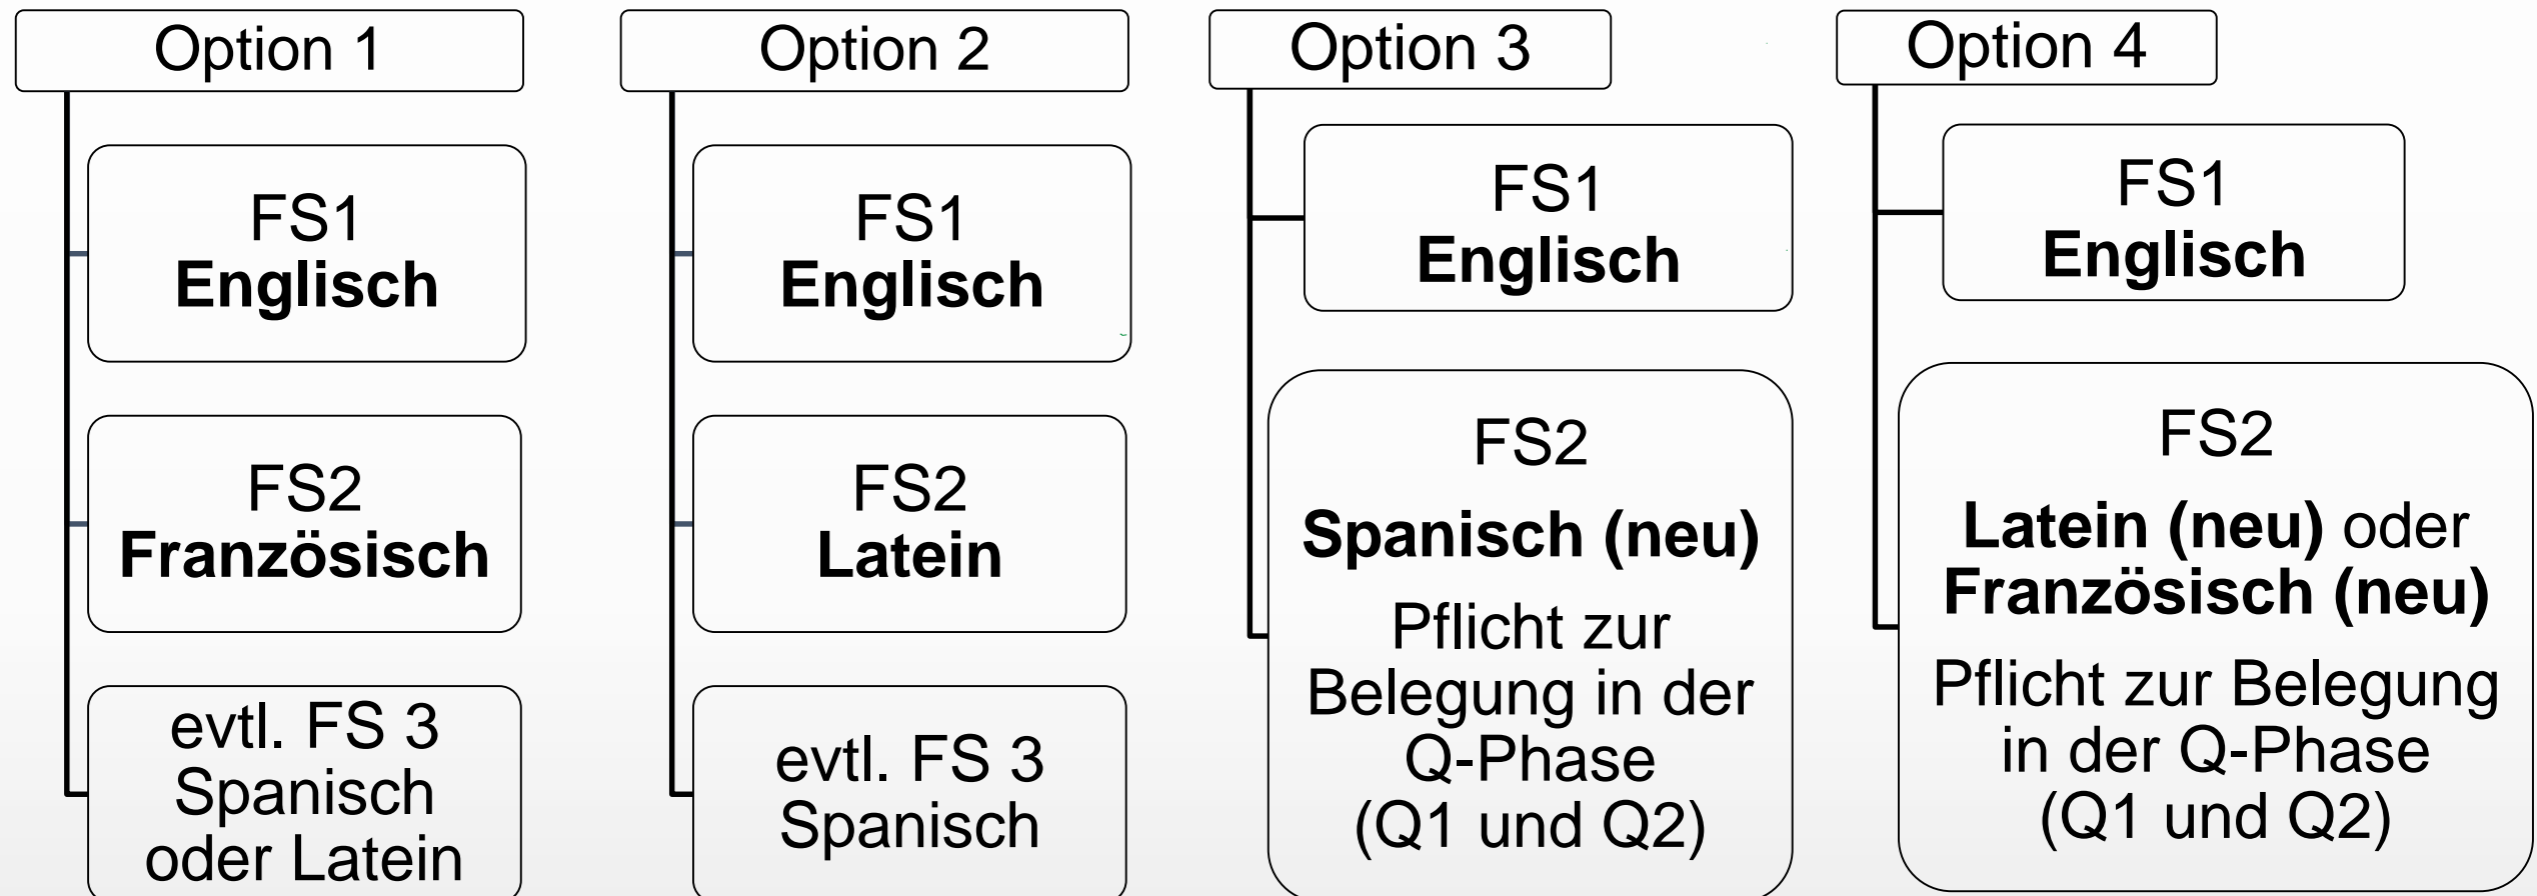 Option 1
FS1
Englisch
FS2
Französisch
evtl. FS 3
Spanisch
oder Latein
Option 2
FS1
Englisch
FS2
Latein
evtl. FS 3
Spanisch
Option 3
FS1
Englisch
FS2
Spanisch (neu)
Pflicht zur
Belegung in der
Q-Phase
(Q1 und Q2)
Option 4
FS1
Englisch
FS2
Latein (neu) oder
Französisch (neu)
Pflicht zur Belegung
in der Q-Phase
(Q1 und Q2)